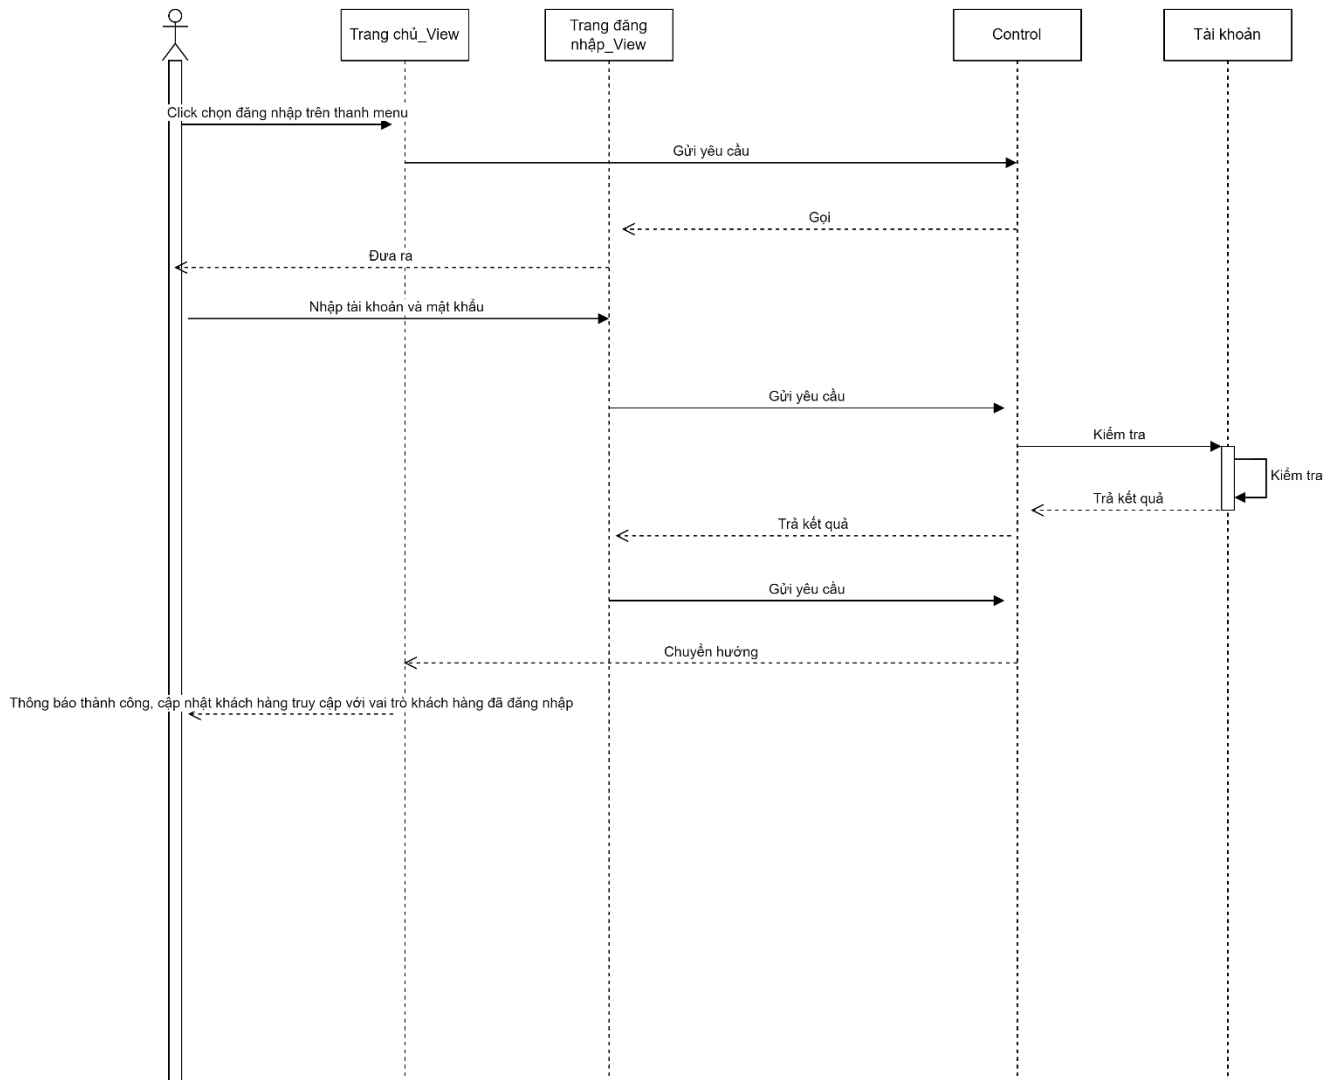 Trang chủ_View
Trang đăng
nhập_View
Control
Tài khoản
Click chọn đăng nhập trên thanh menu
Gửi yêu cầu
Gọi
Đưa ra
Nhập tài khoản và mật khẩu
Gửi yêu cầu
Kiểm tra
Kiểm tra
Trả kết quả
Trả kết quả
Gửi yêu cầu
Chuyển hướng
Thông báo thành công, cập nhật khách hàng truy cập với vai trò khách hàng đã đăng nhập